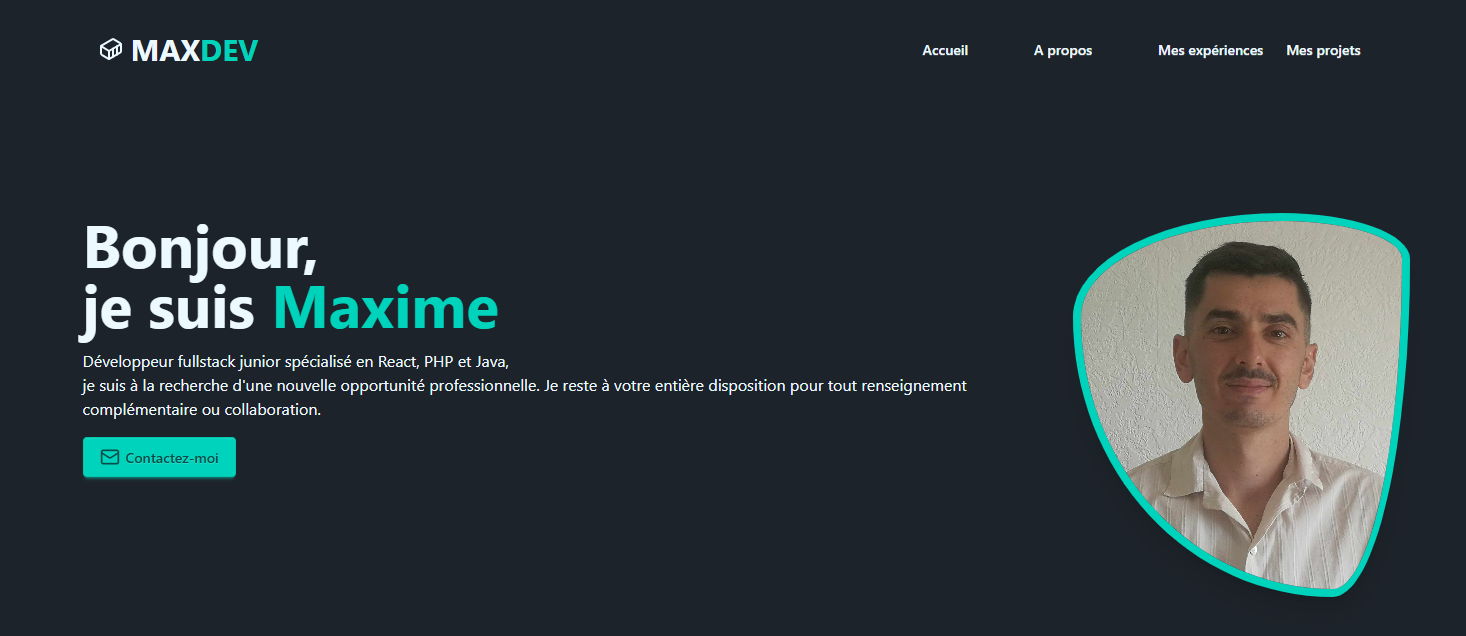 MAXDEV
Accueil A propos Mes expériences Mes projets
Bonjour,
je suis Maxime
Développeur fullstack junior spécialisé en React, PHP et Java,
je suis à la recherche d'une nouvelle opportunité professionnelle. Je reste à votre entière disposition pour tout renseignement
complémentaire ou collaboration.
Contactez-moi